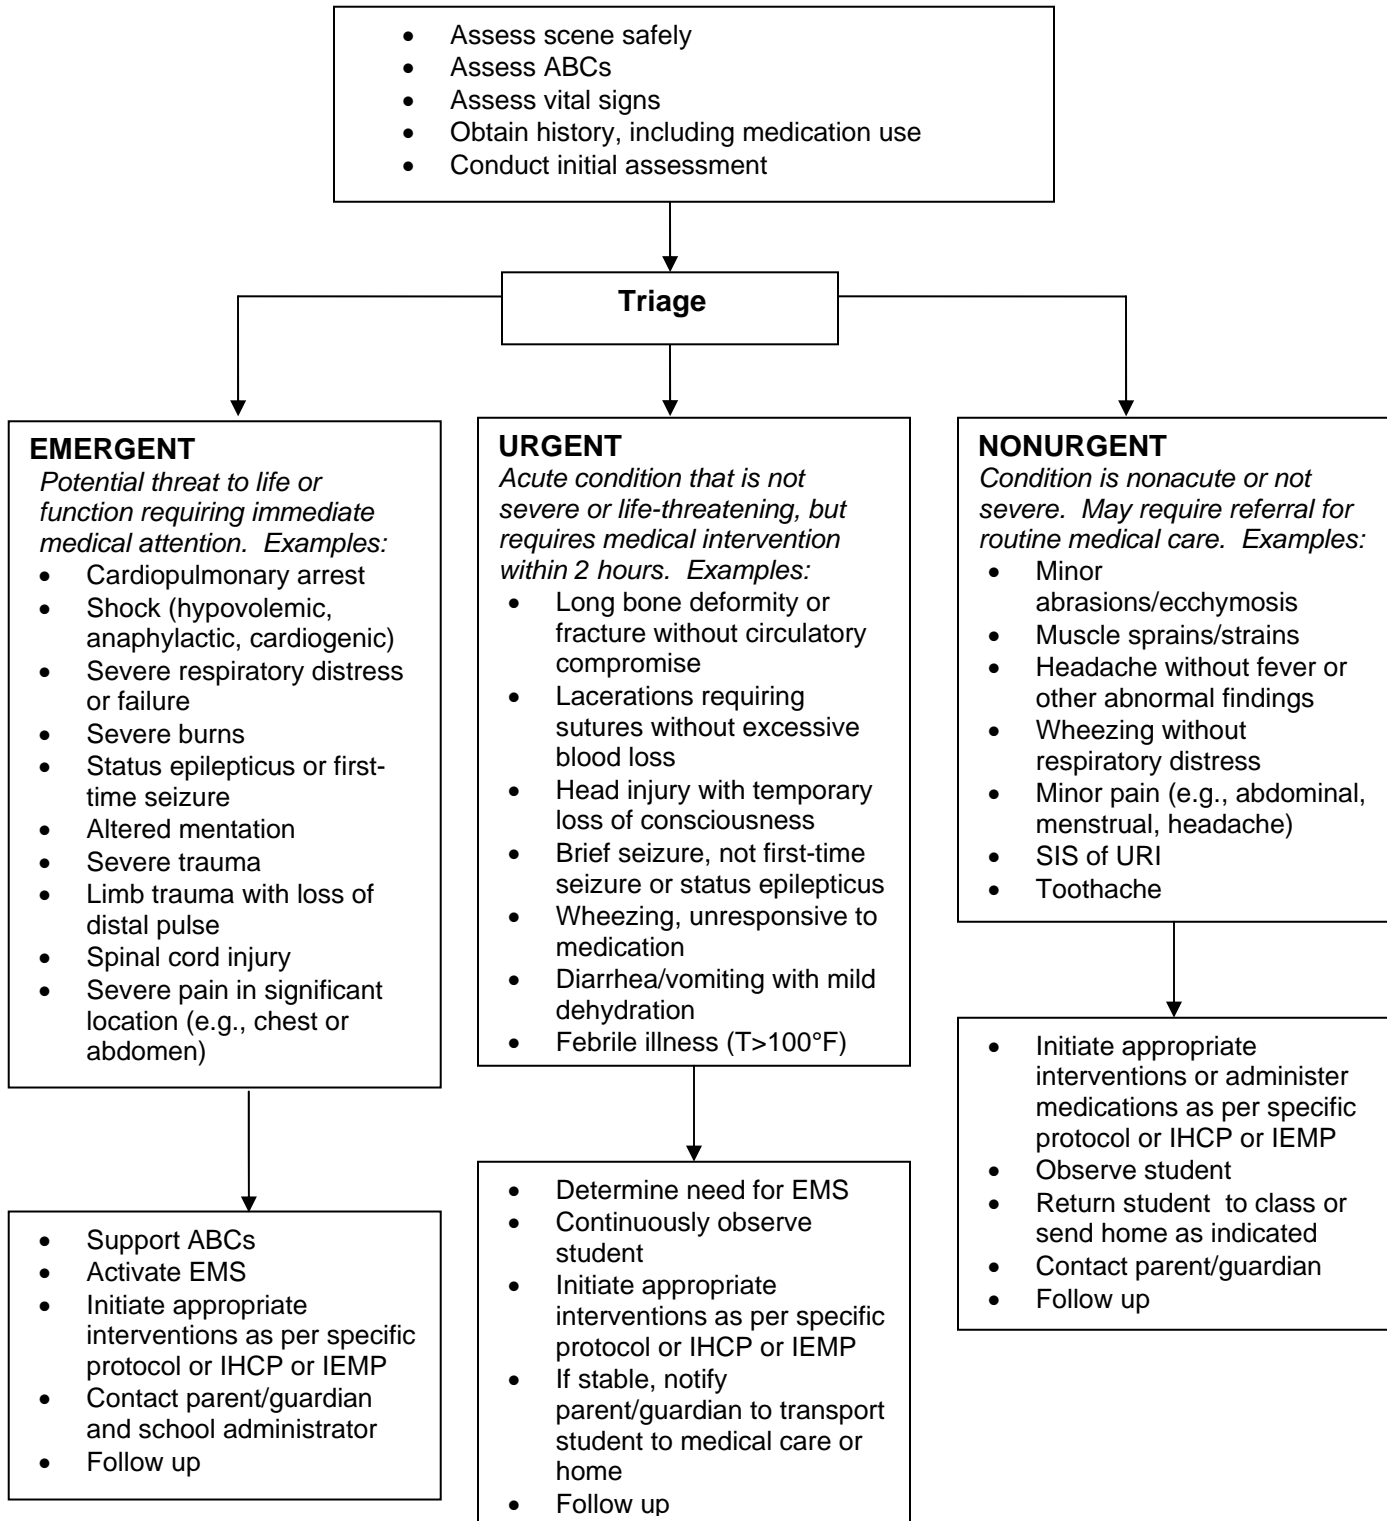 • Assess scene safely
• Assess ABCs
• Assess vital signs
• Obtain history, including medication use
• Conduct initial assessment
Triage
EMERGENT
Potential threat to life or
function requiring immediate
medical attention. Examples:
• Cardiopulmonary arrest
• Shock (hypovolemic,
anaphylactic, cardiogenic)
• Severe respiratory distress
or failure
• Severe burns
• Status epilepticus or first-
time seizure
• Altered mentation
• Severe trauma
• Limb trauma with loss of
distal pulse
• Spinal cord injury
• Severe pain in significant
location (e.g., chest or
abdomen)
• Support ABCs
• Activate EMS
• Initiate appropriate
interventions as per specific
protocol or IHCP or IEMP
• Contact parent/guardian
and school administrator
• Follow up
URGENT
Acute condition that is not
severe or life-threatening, but
requires medical intervention
within 2 hours. Examples:
• Long bone deformity or
fracture without circulatory
compromise
• Lacerations requiring
sutures without excessive
blood loss
• Head injury with temporary
loss of consciousness
• Brief seizure, not first-time
seizure or status epilepticus
• Wheezing, unresponsive to
medication
• Diarrhea/vomiting with mild
dehydration
• Febrile illness (T>100°F)
• Determine need for EMS
• Continuously observe
student
• Initiate appropriate
interventions as per specific
protocol or IHCP or IEMP
• If stable, notify
parent/guardian to transport
student to medical care or
home
• Follow up
NONURGENT
Condition is nonacute or not
severe. May require referral for
routine medical care. Examples:
• Minor
abrasions/ecchymosis
• Muscle sprains/strains
• Headache without fever or
other abnormal findings
• Wheezing without
respiratory distress
• Minor pain (e.g., abdominal,
menstrual, headache)
• SIS of URI
• Toothache
• Initiate appropriate
interventions or administer
medications as per specific
protocol or IHCP or IEMP
• Observe student
• Return student to class or
send home as indicated
• Contact parent/guardian
• Follow up